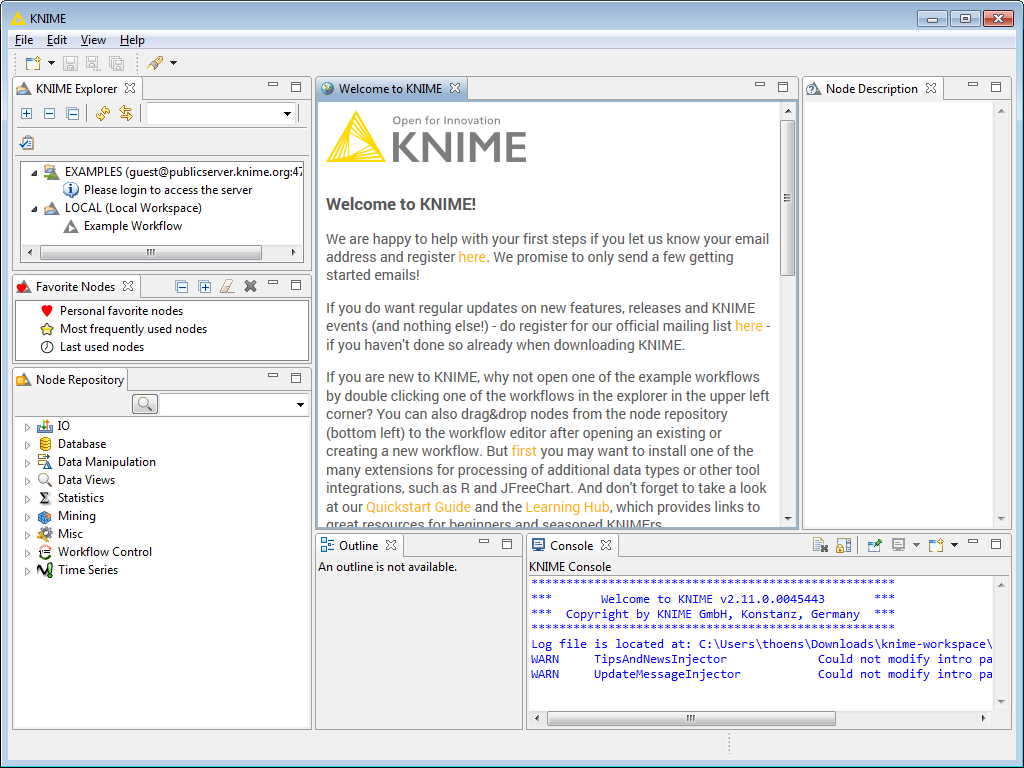 KNIME
File Edit View Help
KNIME Explorer
EXAMPLES (guest@publicserver.knime.org:47
Please login to access the server
LOCAL (Local Workspace)
Example Workflow
Favorite Nodes
Personal favorite nodes
Most frequently used nodes
Last used nodes
Node Repository
IO
Database
Data Manipulation
Data Views
Statistics
Mining
Misc
Workflow Control
Time Series
Welcome to KNIME
Open for Innovation
KNIME
Welcome to KNIME!
We are happy to help with your first steps if you let us know your email
address and register here. We promise to only send a few getting
started emails!
If you do want regular updates on new features, releases and KNIME
events (and nothing else!) - do register for our official mailing list here -
if you haven't done so already when downloading KNIME.
If you are new to KNIME, why not open one of the example workflows
by double clicking one of the workflows in the explorer in the upper left
corner? You can also drag&drop nodes from the node repository
(bottom left) to the workflow editor after opening an existing or
creating a new workflow. But first you may want to install one of the
many extensions for processing of additional data types or other tool
integrations, such as R and JFreeChart. And don't forget to take a look
at our Quickstart Guide and the Learning Hub, which provides links to
great resources for beginners and seasoned KNIMErs.
Node Description
Outline
An outline is not available.
Console
KNIME Console
****************************************************
***       Welcome to KNIME v2.11.0.0045443       ***
***  Copyright by KNIME GmbH, Konstanz, Germany  ***
****************************************************
Log file is located at: C:\Users\thoens\Downloads\knime-workspace\
WARN     TipsAndNewsInjector             Could not modify intro pa
WARN     UpdateMessageInjector           Could not modify intro pa